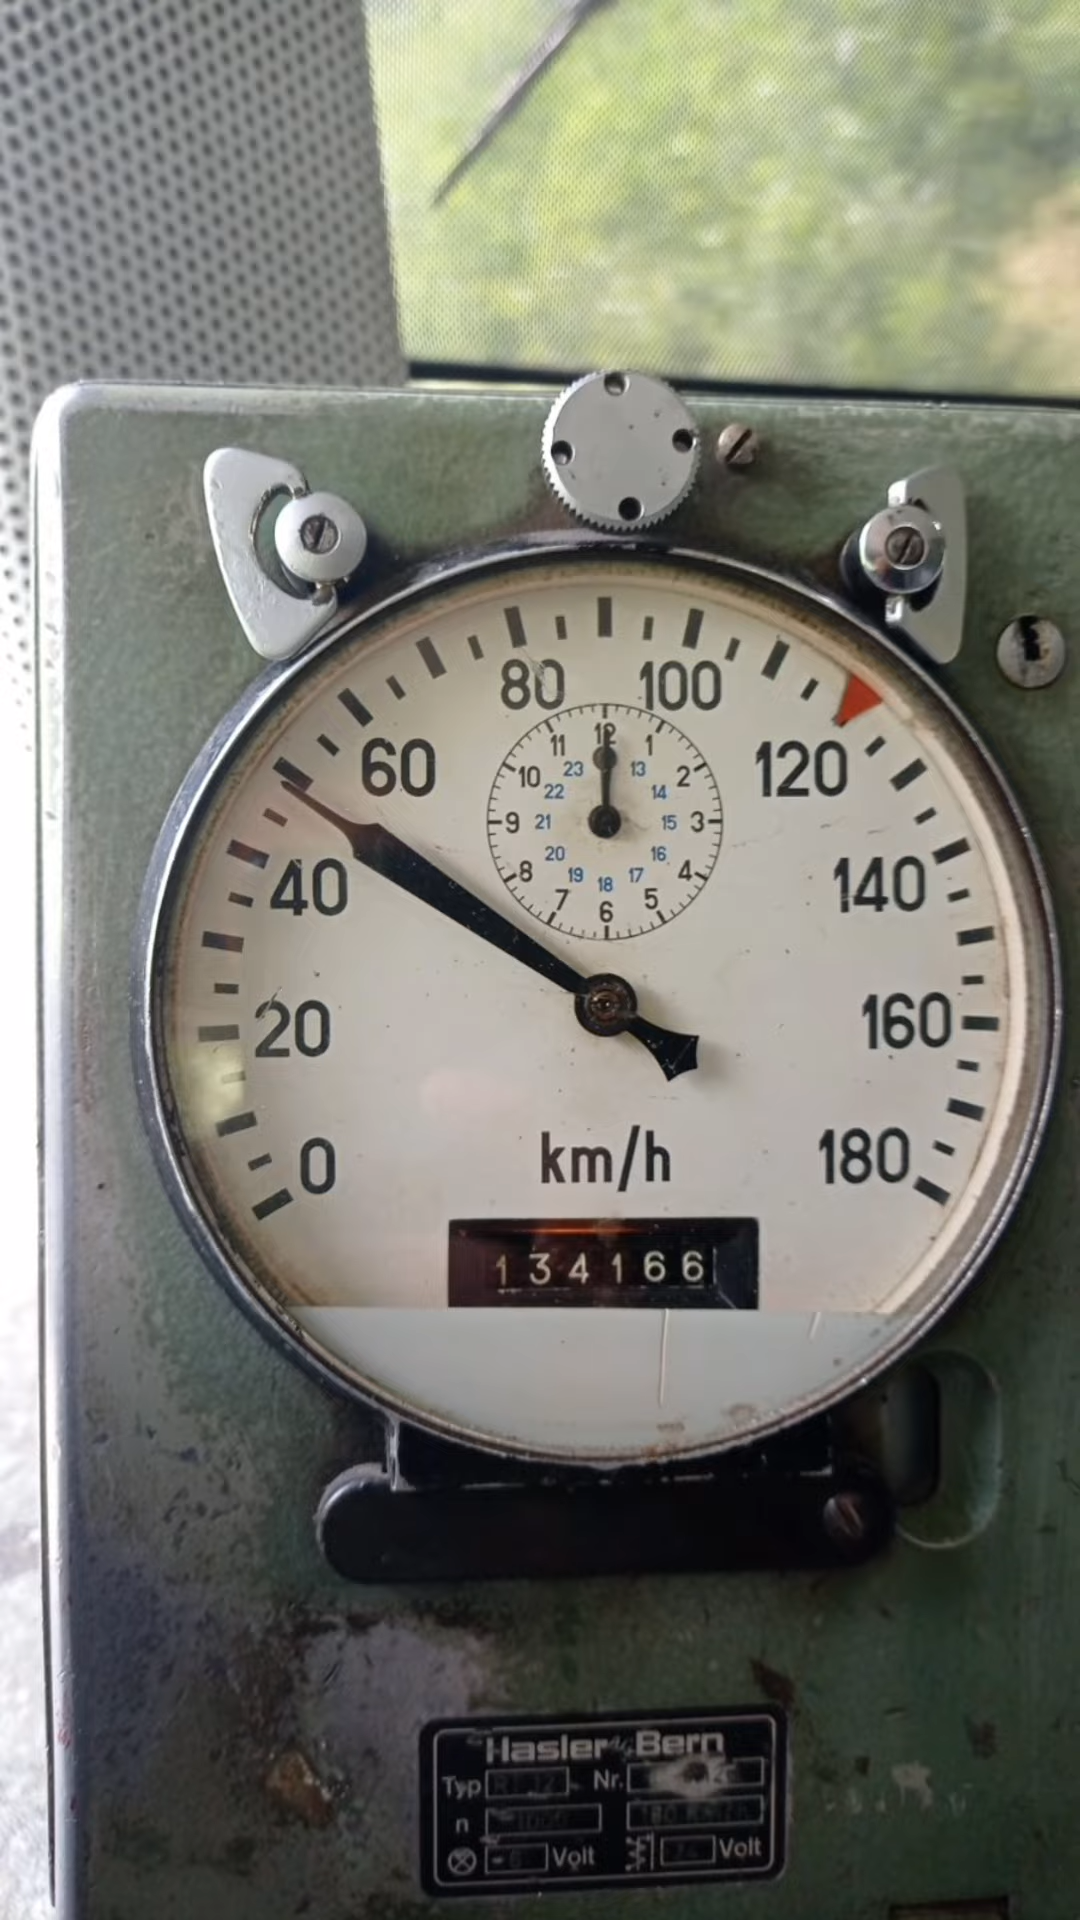 80 100
60 120
40 140
20 160
0 180
12
11 1
23 13
10 2
22 14
9 21 15 3
20 16
8 4
19 17
18
7 5
6
km/h
134166
Hasler AG Bern
Typ Nr.
n
Volt Volt